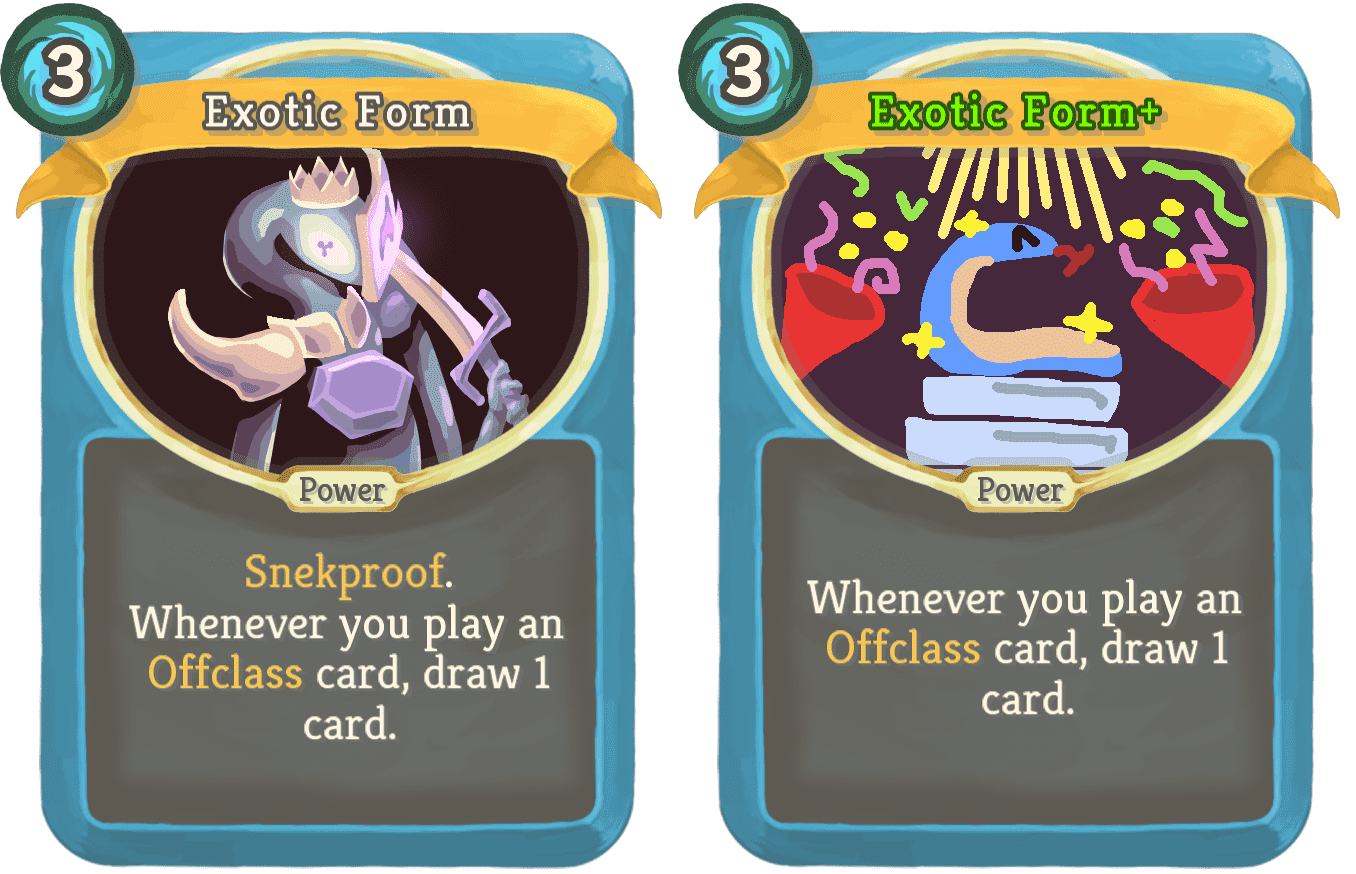 3
Exotic Form
Power
Snekproof.
Whenever you play an
Offclass card, draw 1
card.
3
Exotic Form+
Power
Whenever you play an
Offclass card, draw 1
card.